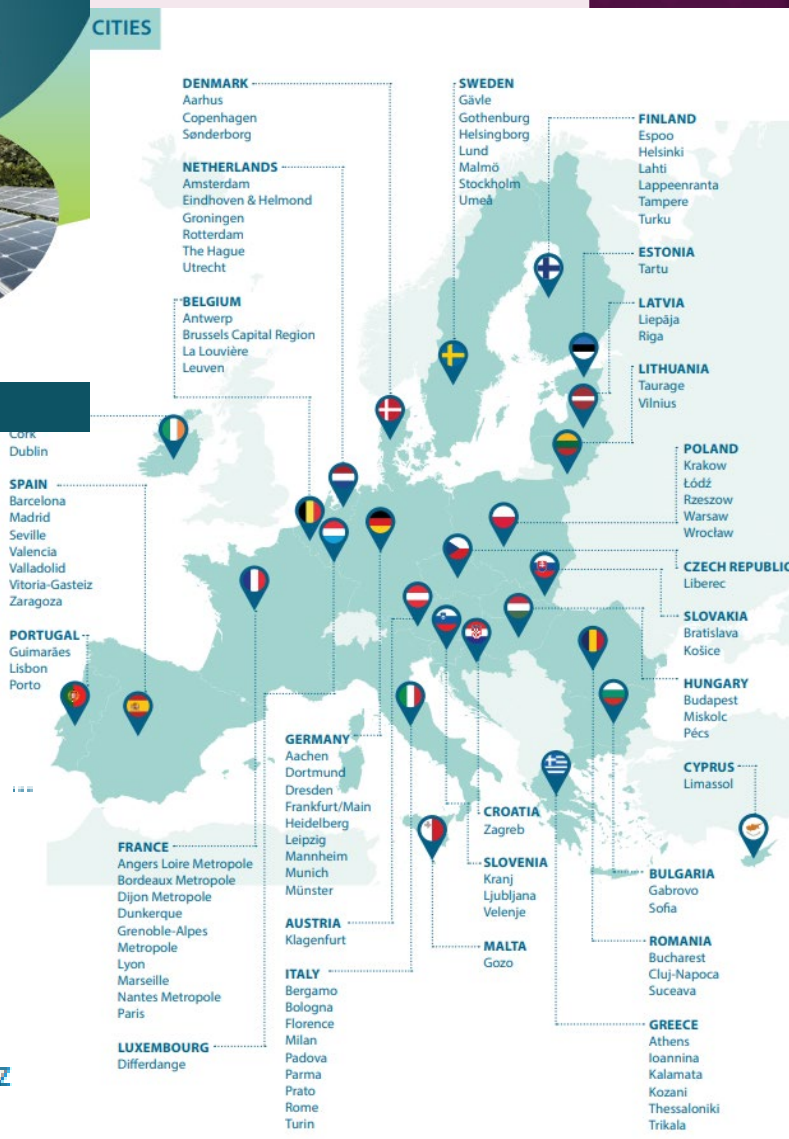 CITIES
DENMARK
Aarhus
Copenhagen
Sønderborg
NETHERLANDS
Amsterdam
Eindhoven & Helmond
Groningen
Rotterdam
The Hague
Utrecht
BELGIUM
Antwerp
Brussels Capital Region
La Louvière
Leuven
SWEDEN
Gävle
Gothenburg
Helsingborg
Lund
Malmö
Stockholm
Umeå
FINLAND
Espoo
Helsinki
Lahti
Lappeenranta
Tampere
Turku
ESTONIA
Tartu
LATVIA
Liepāja
Riga
LITHUANIA
Taurage
Vilnius
Cork
Dublin
SPAIN
Barcelona
Madrid
Seville
Valencia
Valladolid
Vitoria-Gasteiz
Zaragoza
PORTUGAL
Guimarães
Lisbon
Porto
POLAND
Krakow
Łódź
Rzeszow
Warsaw
Wrocław
CZECH REPUBLIC
Liberec
SLOVAKIA
Bratislava
Košice
HUNGARY
Budapest
Miskolc
Pécs
CYPRUS
Limassol
FRANCE
Angers Loire Metropole
Bordeaux Metropole
Dijon Metropole
Dunkerque
Grenoble-Alpes
Metropole
Lyon
Marseille
Nantes Metropole
Paris
LUXEMBOURG
Differdange
GERMANY
Aachen
Dortmund
Dresden
Frankfurt/Main
Heidelberg
Leipzig
Mannheim
Munich
Münster
AUSTRIA
Klagenfurt
ITALY
Bergamo
Bologna
Florence
Milan
Padova
Parma
Prato
Rome
Turin
CROATIA
Zagreb
SLOVENIA
Kranj
Ljubljana
Velenje
MALTA
Gozo
BULGARIA
Gabrovo
Sofia
ROMANIA
Bucharest
Cluj-Napoca
Suceava
GREECE
Athens
Ioannina
Kalamata
Kozani
Thessaloniki
Trikala